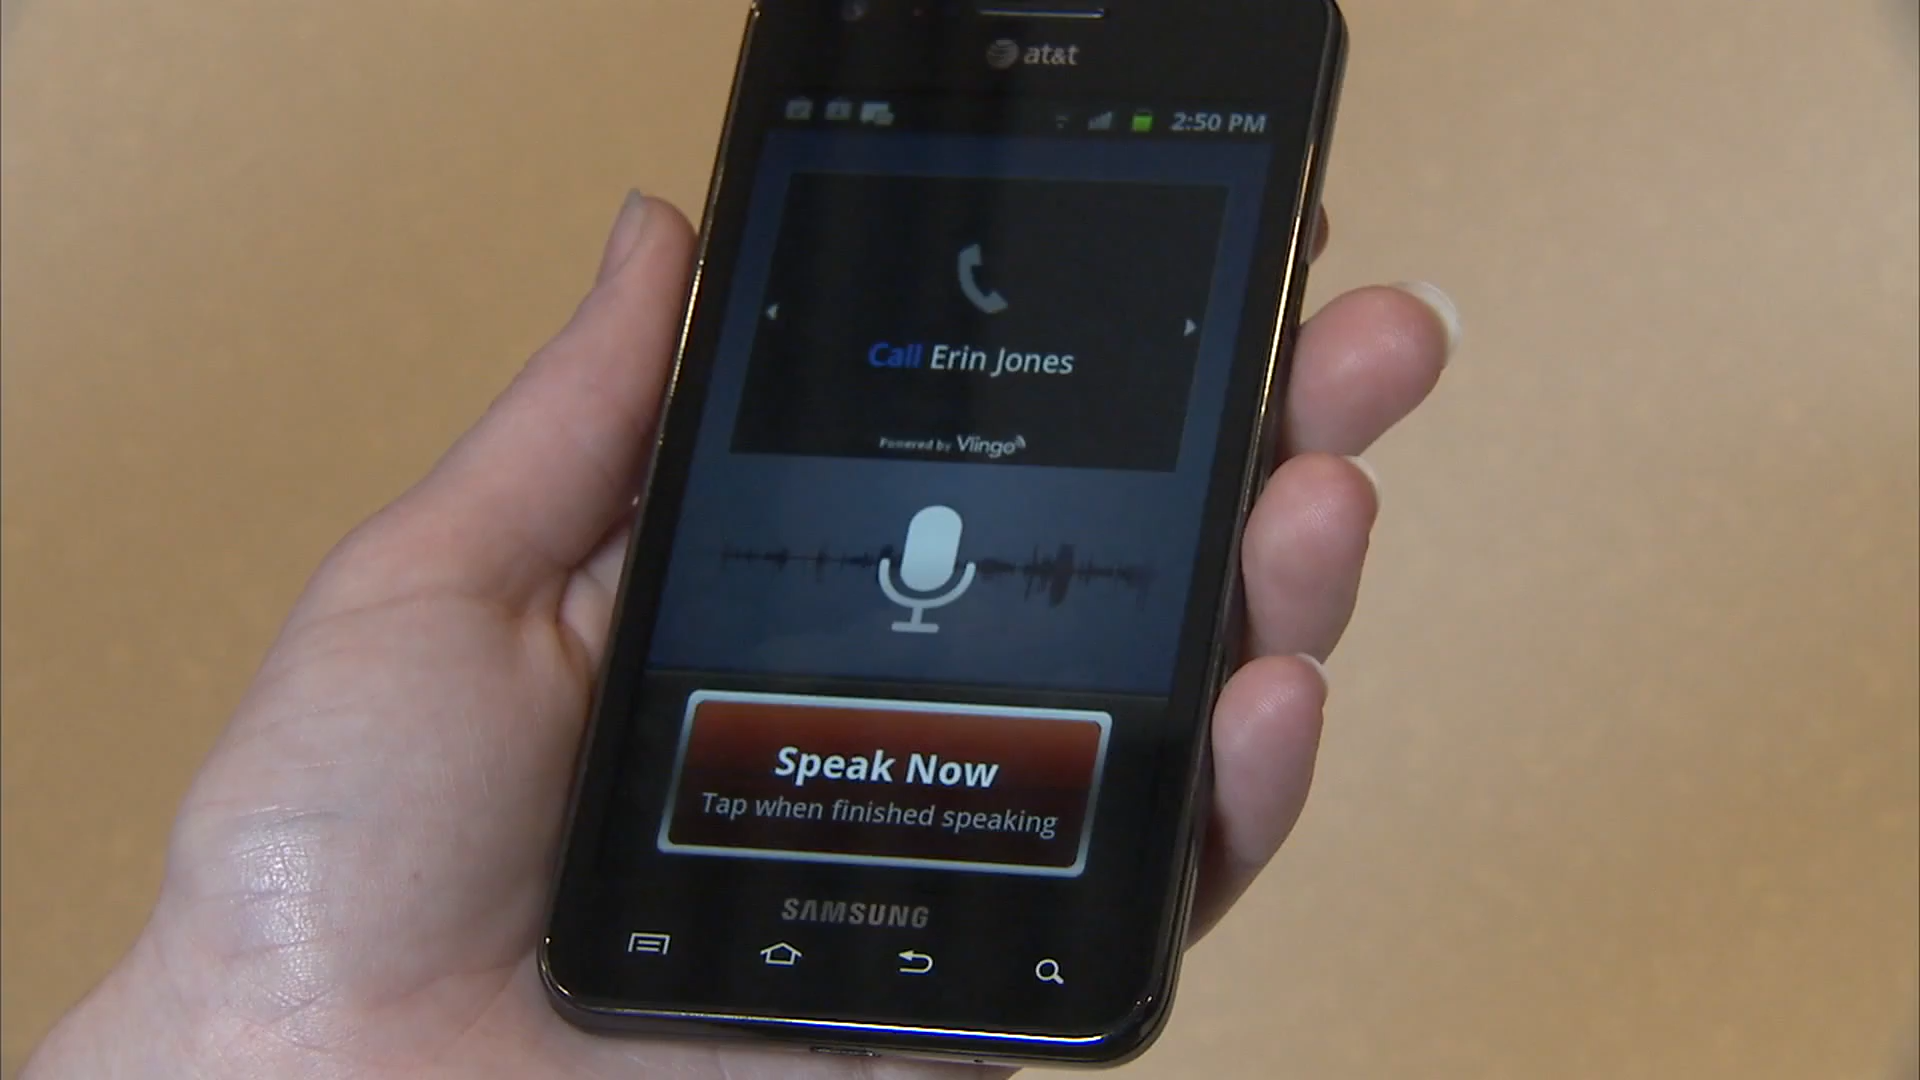 at&t
2:50 PM
Call Erin Jones
Powered by Vlingo
Speak Now
Tap when finished speaking
SAMSUNG